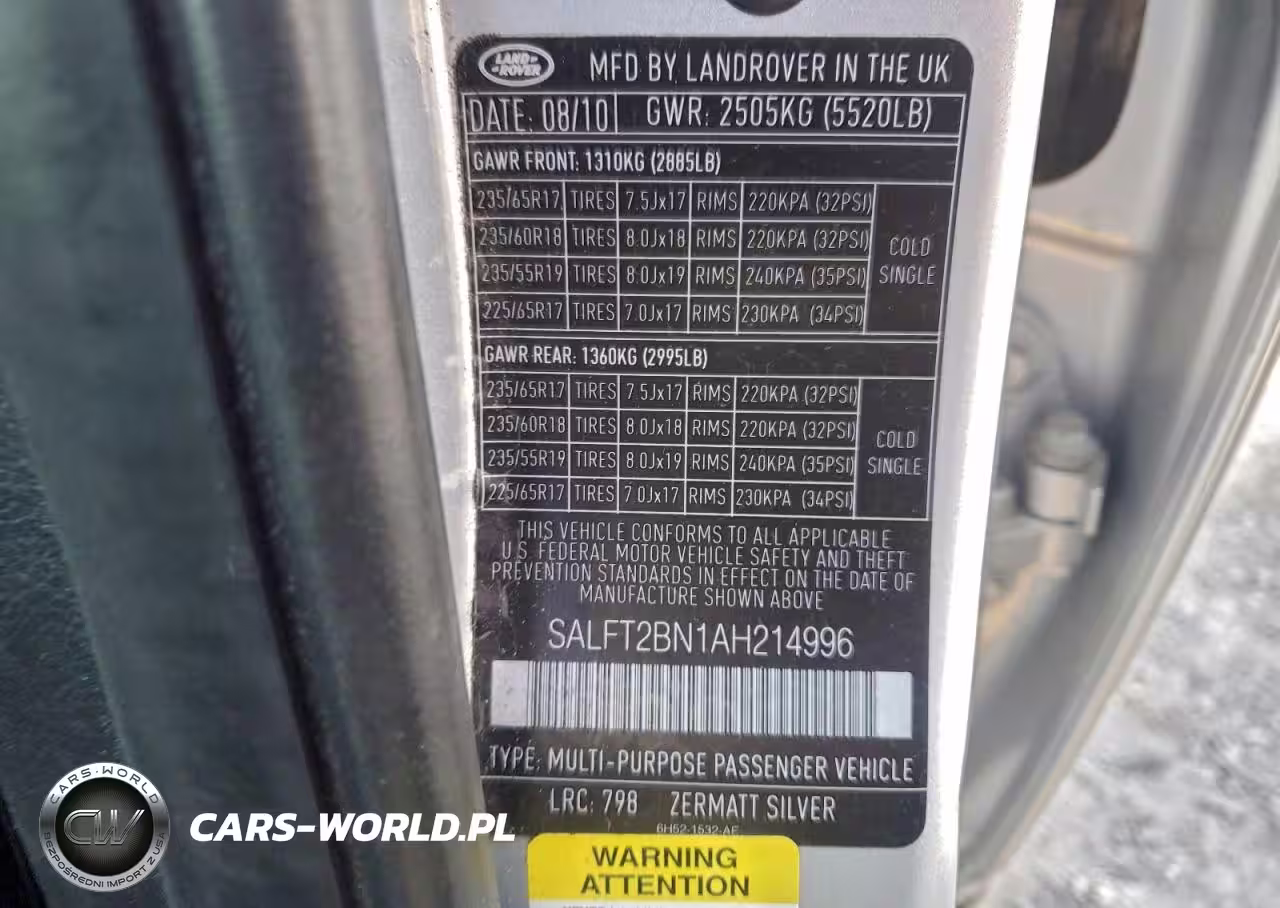 LAND ROVER MFD BY LANDROVER IN THE UK
DATE: 08/10 GWR: 2505KG (5520LB)
GAWR FRONT: 1310KG (2885LB)
235/65R17 TIRES 7.5Jx17 RIMS 220KPA (32PSI)
235/60R18 TIRES 8.0Jx18 RIMS 220KPA (32PSI)
235/55R19 TIRES 8.0Jx19 RIMS 240KPA (35PSI)
225/65R17 TIRES 7.0Jx17 RIMS 230KPA (34PSI)
COLD
SINGLE
GAWR REAR: 1360KG (2995LB)
235/65R17 TIRES 7.5Jx17 RIMS 220KPA (32PSI)
235/60R18 TIRES 8.0Jx18 RIMS 220KPA (32PSI)
235/55R19 TIRES 8.0Jx19 RIMS 240KPA (35PSI)
225/65R17 TIRES 7.0Jx17 RIMS 230KPA (34PSI)
COLD
SINGLE
THIS VEHICLE CONFORMS TO ALL APPLICABLE
U.S. FEDERAL MOTOR VEHICLE SAFETY AND THEFT
PREVENTION STANDARDS IN EFFECT ON THE DATE OF
MANUFACTURE SHOWN ABOVE
SALFT2BN1AH214996
TYPE: MULTI-PURPOSE PASSENGER VEHICLE
LRC: 798 ZERMATT SILVER
6H52-1532-AE
WARNING
ATTENTION
CARS-WORLD
CW
BEZPOŚREDNI IMPORT Z USA
CARS-WORLD.PL